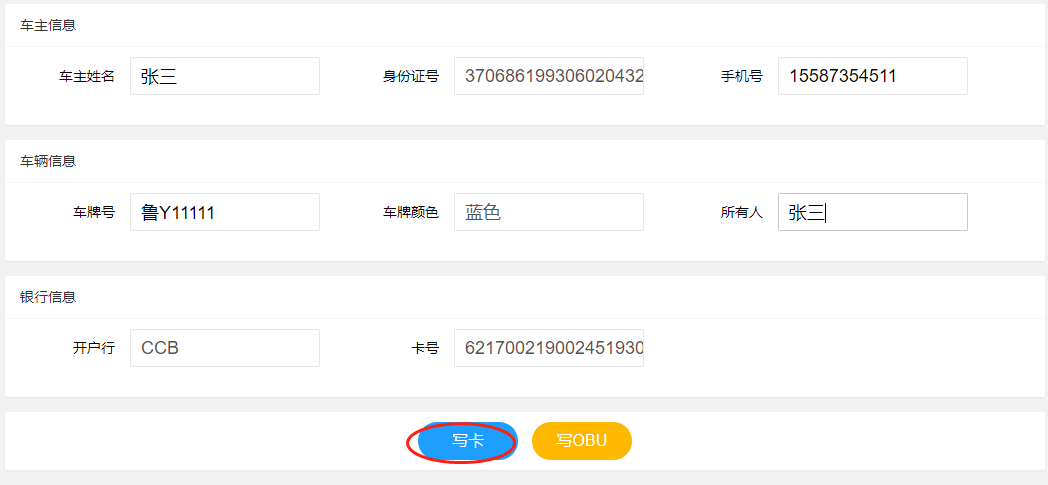 车主信息
车主姓名 张三 身份证号 370686199306020432 手机号 15587354511
车辆信息
车牌号 鲁Y11111 车牌颜色 蓝色 所有人 张三
银行信息
开户行 CCB 卡号 621700219002451930
写卡 写OBU